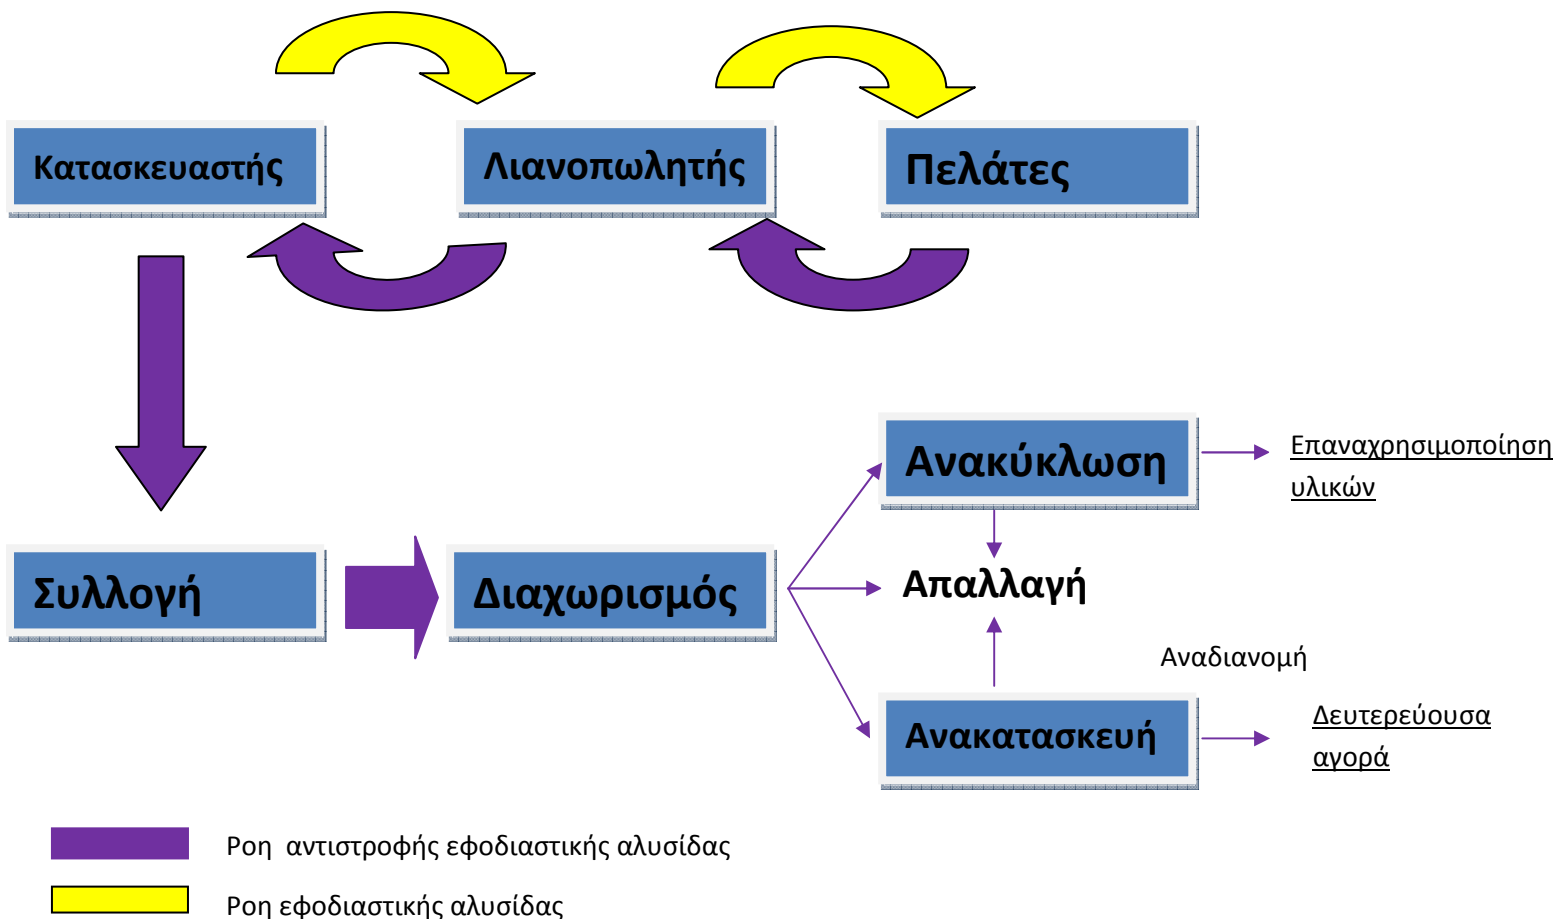 Κατασκευαστής
Λιανοπωλητής
Πελάτες
Ανακύκλωση
Επαναχρησιμοποίηση
υλικών
Συλλογή
Διαχωρισμός
Απαλλαγή
Αναδιανομή
Ανακατασκευή
Δευτερεύουσα
αγορά
Ροη αντιστροφής εφοδιαστικής αλυσίδας
Ροη εφοδιαστικής αλυσίδας